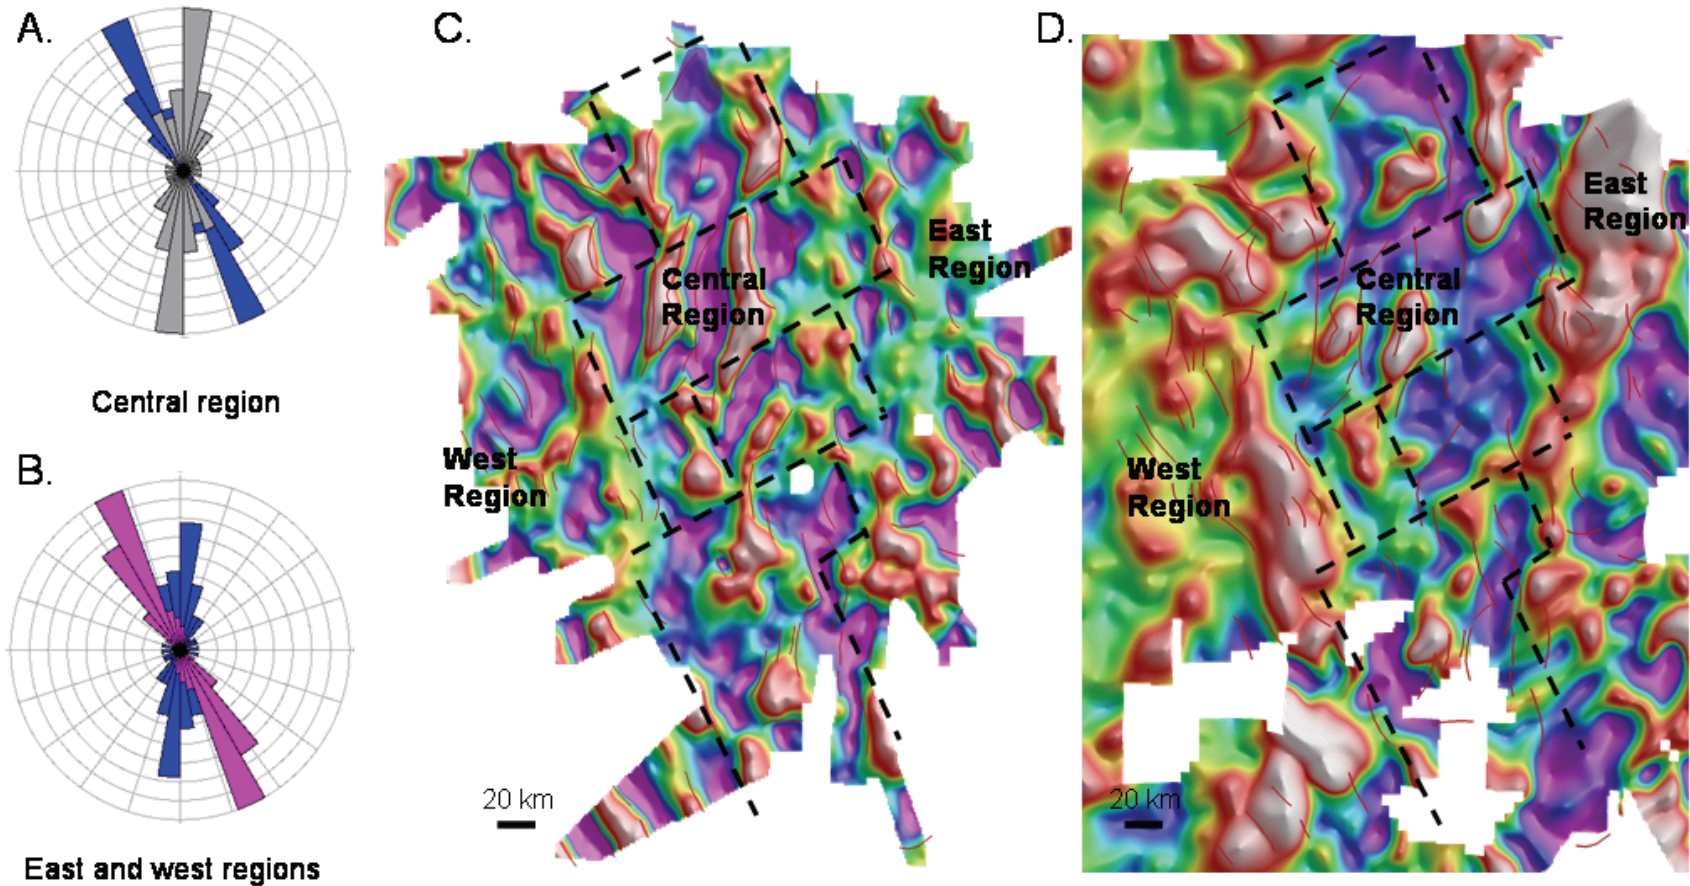 A.
Central region
B.
East and west regions
C.
East
Region
Central
Region
West
Region
20 km
D.
East
Region
Central
Region
West
Region
20 km